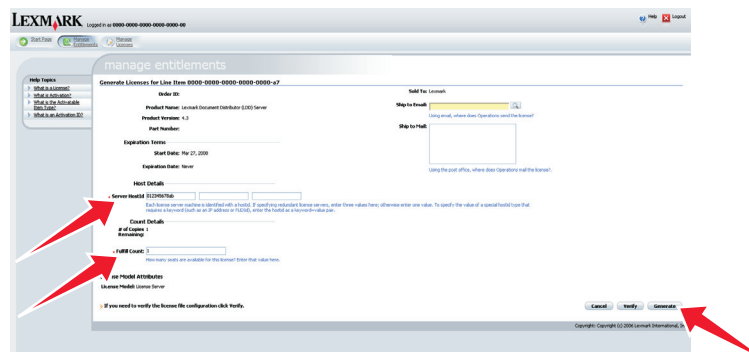 LEXMARK Logged in as 0000-0000-0000-0000-0000-00
Help Logout
Start Page Manage Entitlements Manage Licenses
manage entitlements
Help Topics
What is a License?
What is Activation?
What is the Activatable Item Type?
What is an Activation ID?
Generate Licenses for Line Item 0000-0000-0000-0000-0000-a7
Order ID:
Product Name: Lexmark Document Distributor (LDD) Server
Product Version: 4.3
Part Number:
Expiration Terms
Start Date: Mar 27, 2008
Expiration Date: Never
Sold To: Lexmark
Ship to Email:
Using email, where does Operations send the license?
Ship to Mail:
Using the post office, where does Operations mail the license?
Host Details
Server HostId 012345678ab
Each license server machine is identified with a hostid. If specifying redundant license servers, enter three values here; otherwise enter one value. To specify the value of a special hostid type that
requires a keyword (such as an IP address or FLEXid), enter the hostid as a keyword=value pair.
Count Details
# of Copies Remaining: 1
Fulfill Count: 3
How many seats are available for this license? Enter that value here.
Model Attributes
License Model: License Server
If you need to verify the license file configuration click Verify.
Cancel Verify Generate
Copyright: Copyright (c) 2006 Lexmark International,